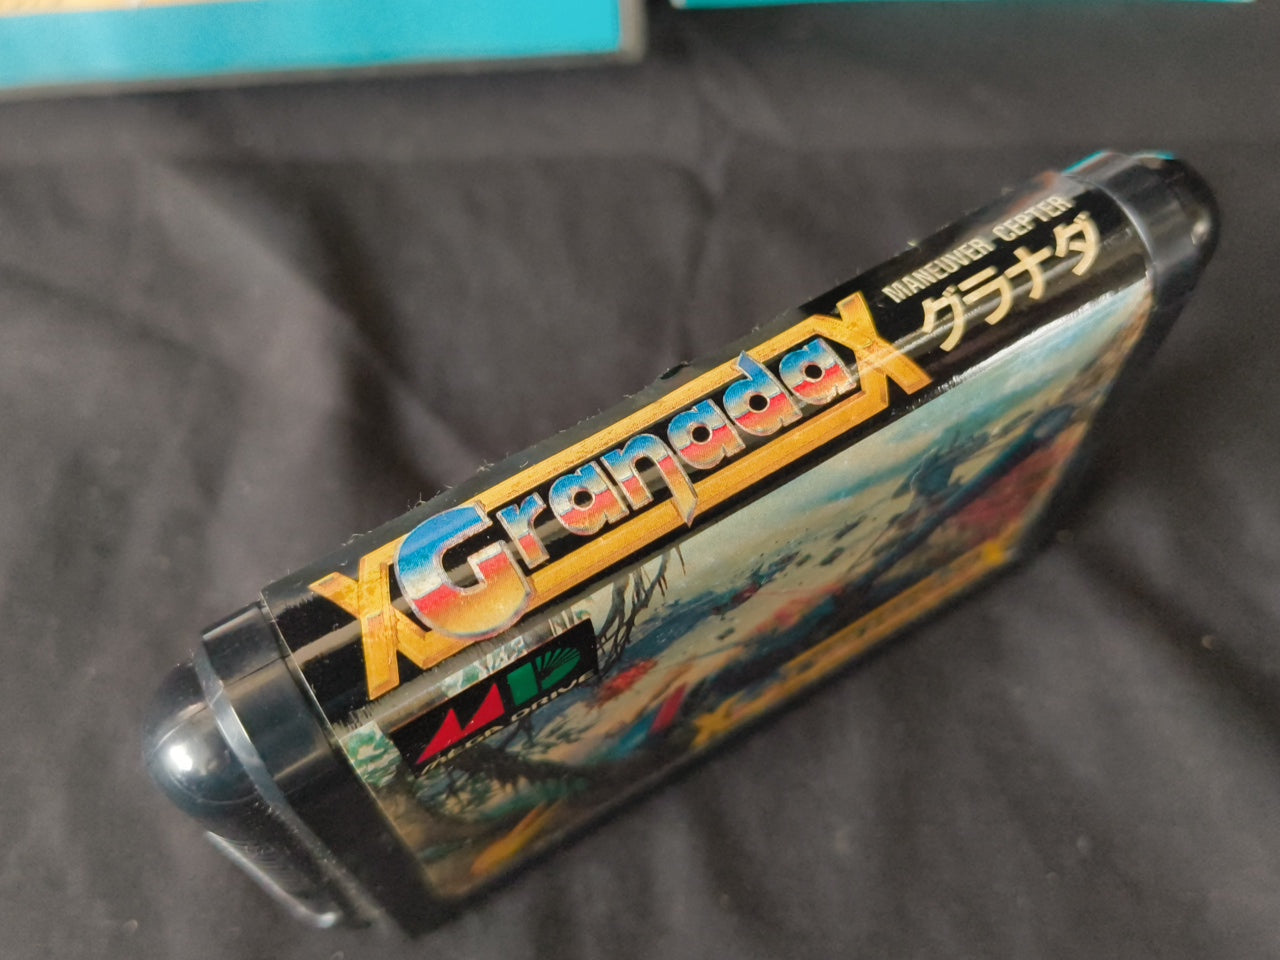 Granada
MANEUVER CEPTER
グラナダ
MEGA DRIVE